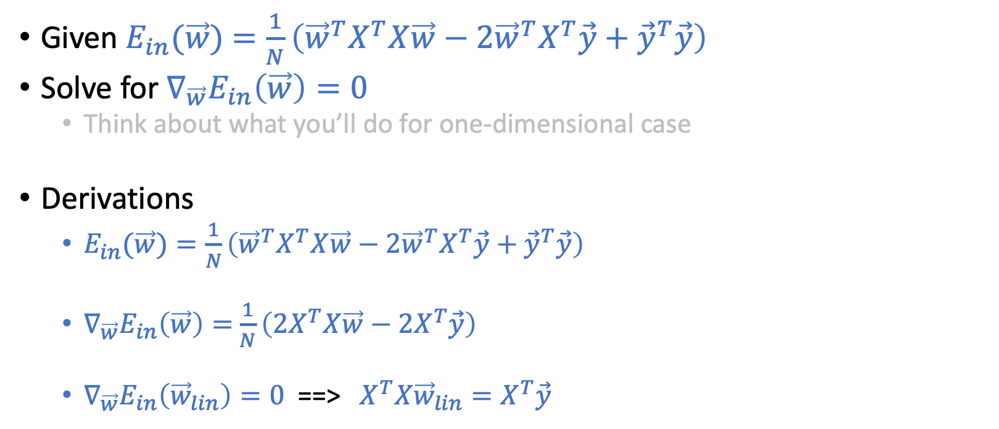 • Given $E_{in}(\vec{w}) = \frac{1}{N}(\vec{w}^T X^T X \vec{w} - 2\vec{w}^T X^T \vec{y} + \vec{y}^T \vec{y})$
• Solve for $\nabla_{\vec{w}} E_{in}(\vec{w}) = 0$
• Think about what you’ll do for one-dimensional case
• Derivations
• $E_{in}(\vec{w}) = \frac{1}{N}(\vec{w}^T X^T X \vec{w} - 2\vec{w}^T X^T \vec{y} + \vec{y}^T \vec{y})$
• $\nabla_{\vec{w}} E_{in}(\vec{w}) = \frac{1}{N}(2X^T X \vec{w} - 2X^T \vec{y})$
• $\nabla_{\vec{w}} E_{in}(\vec{w}_{lin}) = 0$ ==> $X^T X \vec{w}_{lin} = X^T \vec{y}$